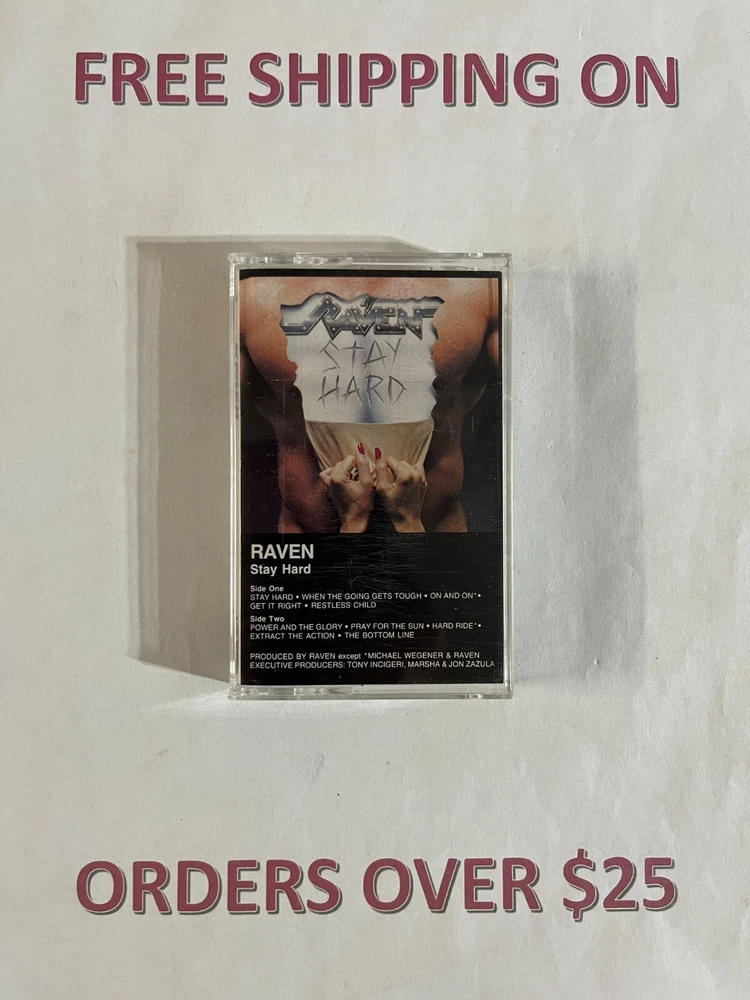 FREE SHIPPING ON
RAVEN
STAY
HARD
RAVEN
Stay Hard
Side One
STAY HARD • WHEN THE GOING GETS TOUGH • ON AND ON* •
GET IT RIGHT • RESTLESS CHILD
Side Two
POWER AND THE GLORY • PRAY FOR THE SUN • HARD RIDE* •
EXTRACT THE ACTION • THE BOTTOM LINE
PRODUCED BY RAVEN except *MICHAEL WEGENER & RAVEN
EXECUTIVE PRODUCERS: TONY INCIGERI, MARSHA & JON ZAZULA
ORDERS OVER $25